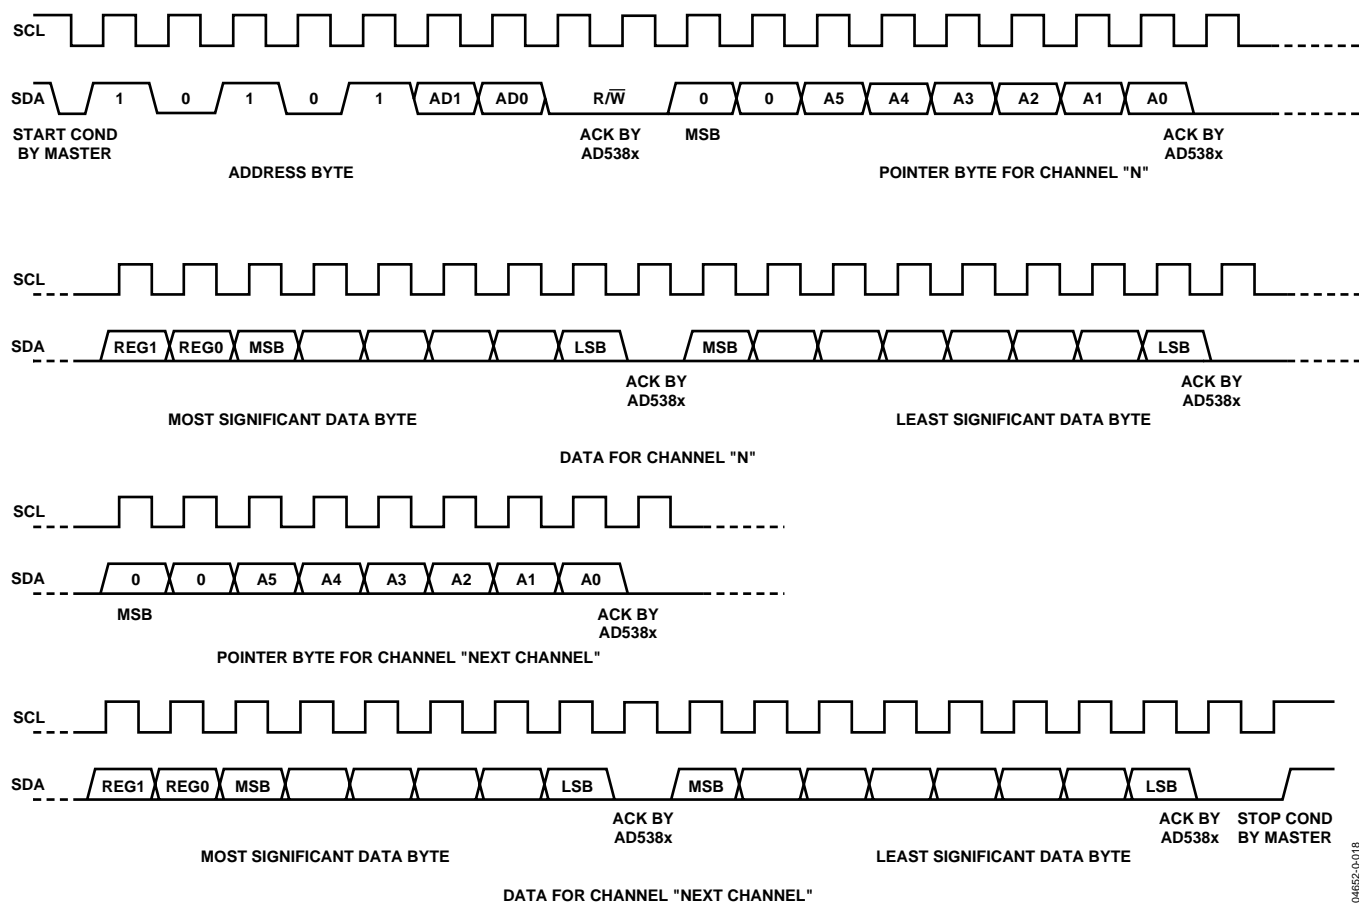 SCL
SDA 1 0 1 0 1 AD1 AD0 R/W̅ 0 0 A5 A4 A3 A2 A1 A0
START COND BY MASTER
ACK BY AD538x
MSB
ACK BY AD538x
ADDRESS BYTE
POINTER BYTE FOR CHANNEL "N"
SCL
SDA REG1 REG0 MSB LSB MSB LSB
ACK BY AD538x
ACK BY AD538x
MOST SIGNIFICANT DATA BYTE
LEAST SIGNIFICANT DATA BYTE
DATA FOR CHANNEL "N"
SCL
SDA 0 0 A5 A4 A3 A2 A1 A0
MSB
ACK BY AD538x
POINTER BYTE FOR CHANNEL "NEXT CHANNEL"
SCL
SDA REG1 REG0 MSB LSB MSB LSB
ACK BY AD538x
ACK BY AD538x
STOP COND BY MASTER
MOST SIGNIFICANT DATA BYTE
LEAST SIGNIFICANT DATA BYTE
DATA FOR CHANNEL "NEXT CHANNEL"
04652-0-018